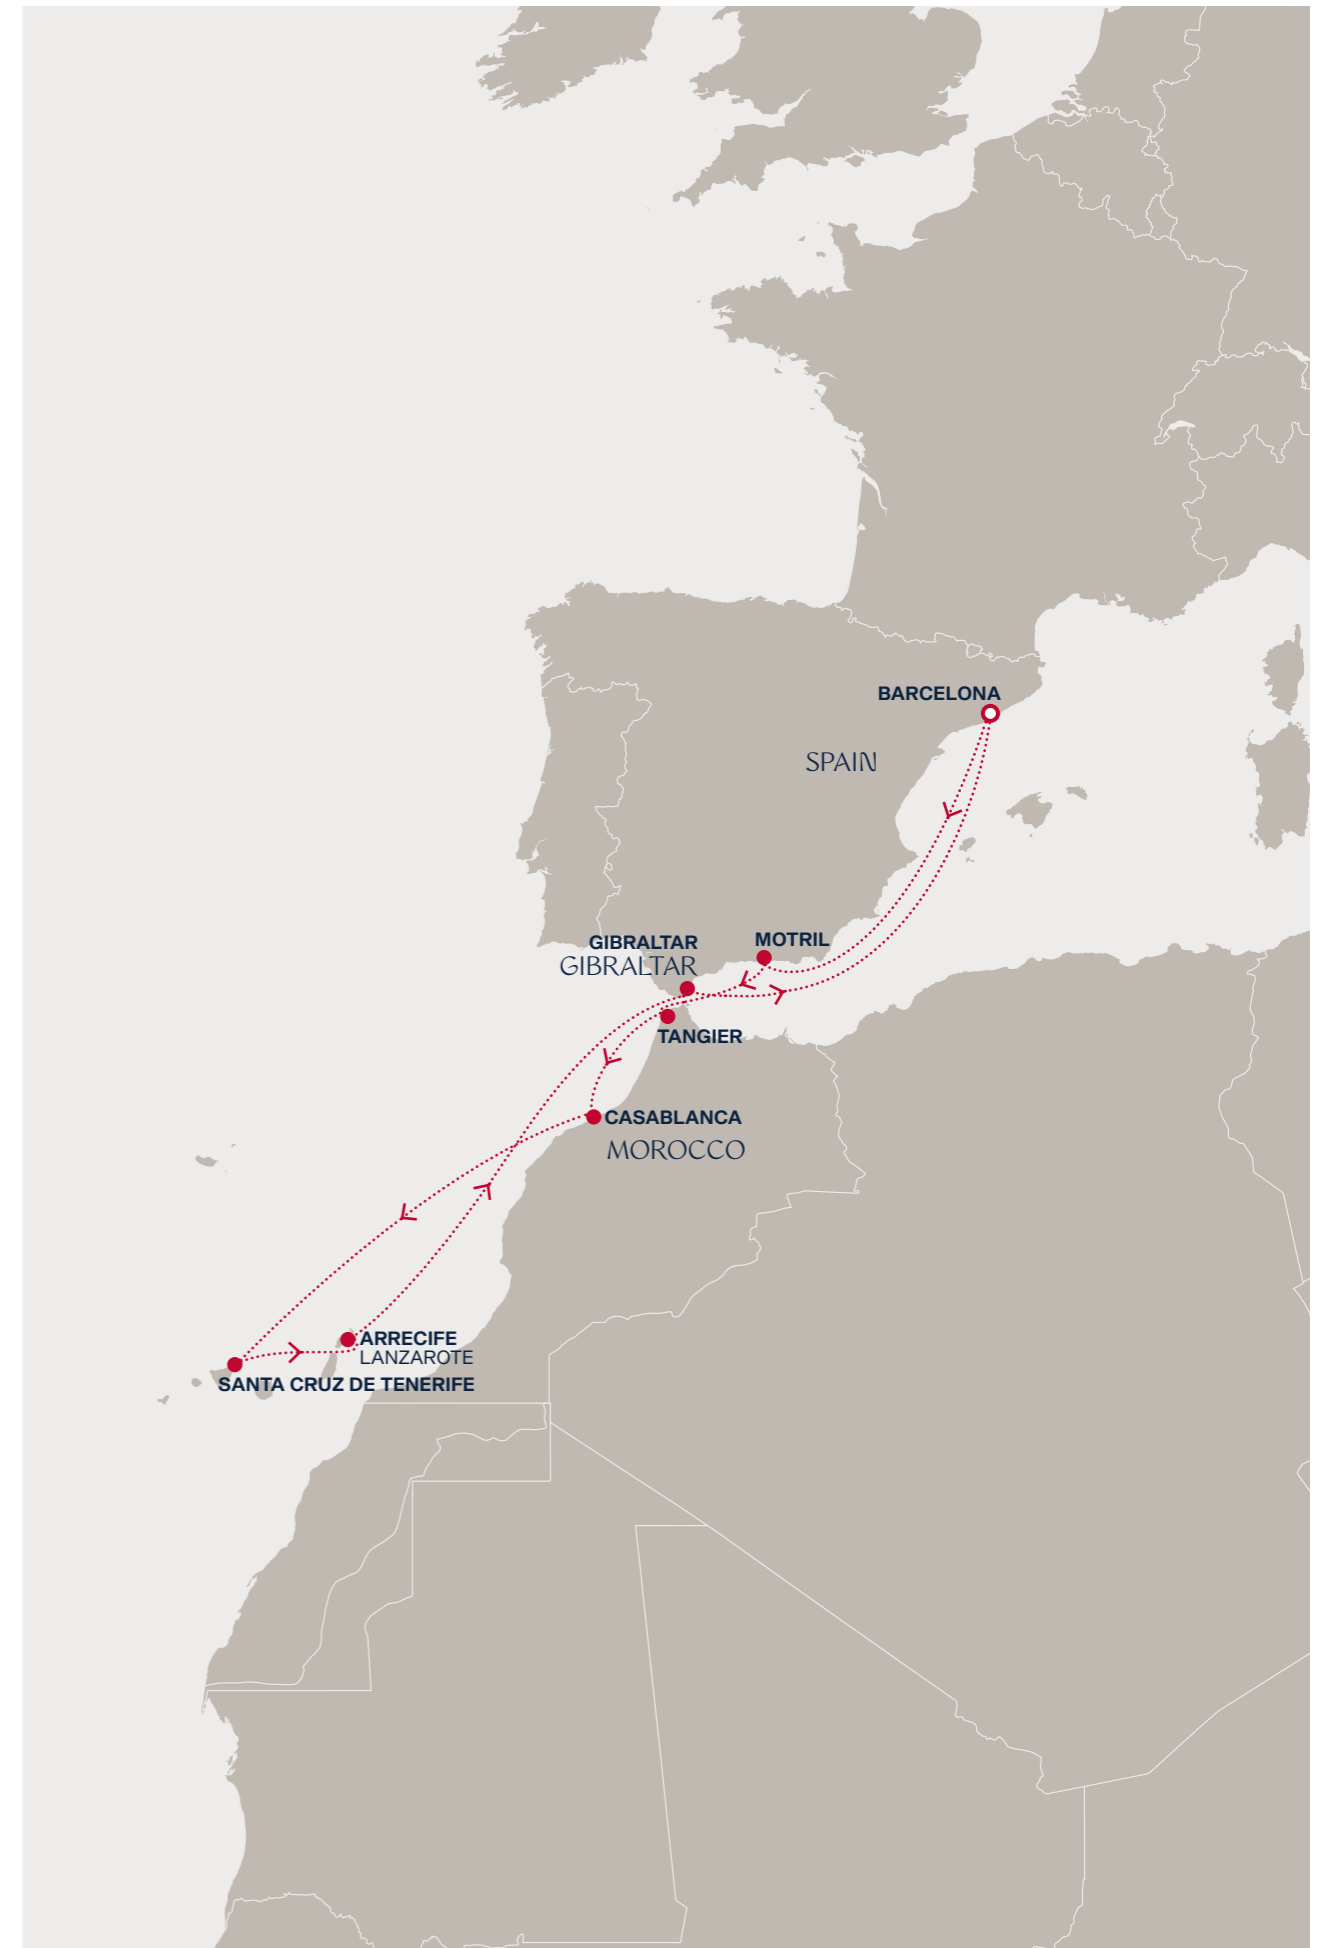 BARCELONA
SPAIN
MOTRIL
GIBRALTAR
GIBRALTAR
TANGIER
CASABLANCA
MOROCCO
ARRECIFE
LANZAROTE
SANTA CRUZ DE TENERIFE